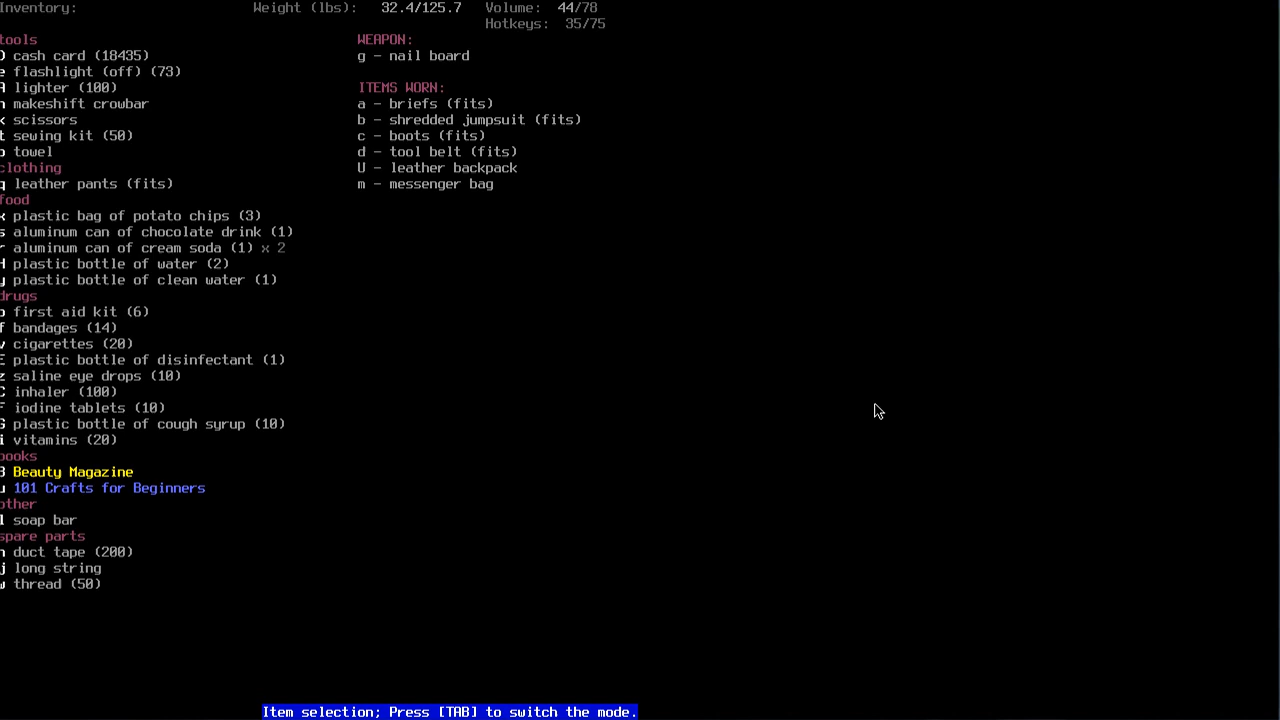 Inventory: Weight (lbs): 32.4/125.7 Volume: 44/78
Hotkeys: 35/75
tools
cash card (18435)
e flashlight (off) (73)
A lighter (100)
makeshift crowbar
scissors
t sewing kit (50)
towel
clothing
q leather pants (fits)
food
plastic bag of potato chips (3)
s aluminum can of chocolate drink (1)
r aluminum can of cream soda (1) x 2
H plastic bottle of water (2)
y plastic bottle of clean water (1)
drugs
first aid kit (6)
f bandages (14)
v cigarettes (20)
E plastic bottle of disinfectant (1)
z saline eye drops (10)
C inhaler (100)
F iodine tablets (10)
G plastic bottle of cough syrup (10)
i vitamins (20)
books
Beauty Magazine
u 101 Crafts for Beginners
other
l soap bar
spare parts
duct tape (200)
j long string
w thread (50)
WEAPON:
g - nail board
ITEMS WORN:
a - briefs (fits)
b - shredded jumpsuit (fits)
c - boots (fits)
d - tool belt (fits)
U - leather backpack
m - messenger bag
Item selection; Press [TAB] to switch the mode.